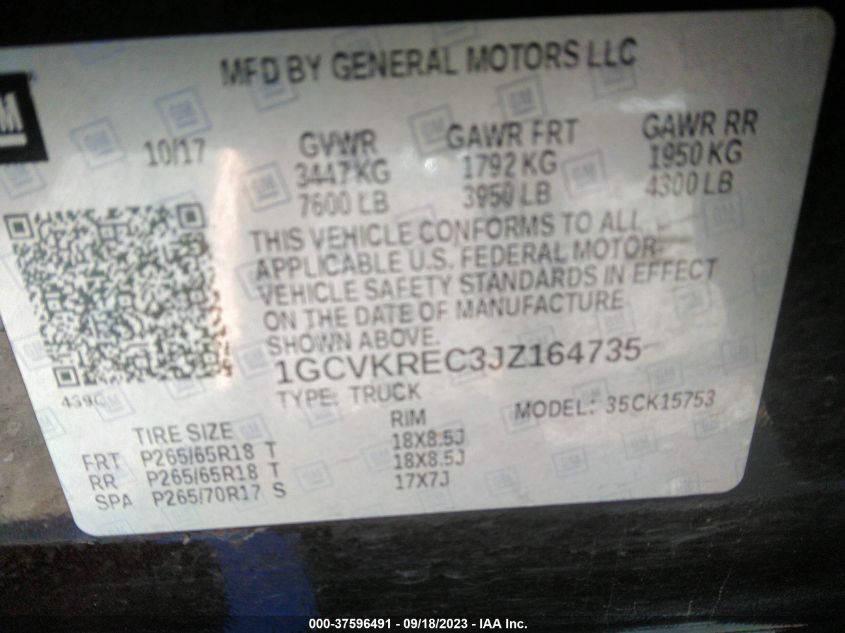 MFD BY GENERAL MOTORS LLC
10/17 GVWR GAWR FRT GAWR RR
3447 KG 1792 KG 1950 KG
7600 LB 3950 LB 4300 LB
THIS VEHICLE CONFORMS TO ALL
APPLICABLE U.S. FEDERAL MOTOR
VEHICLE SAFETY STANDARDS IN EFFECT
ON THE DATE OF MANUFACTURE
SHOWN ABOVE.
1GCVKREC3JZ164735
439C TYPE: TRUCK MODEL: 35CK15753
TIRE SIZE RIM
FRT P265/65R18 T 18X8.5J
RR P265/65R18 T 18X8.5J
SPA P265/70R17 S 17X7J
000-37596491 - 09/18/2023 - IAA Inc.